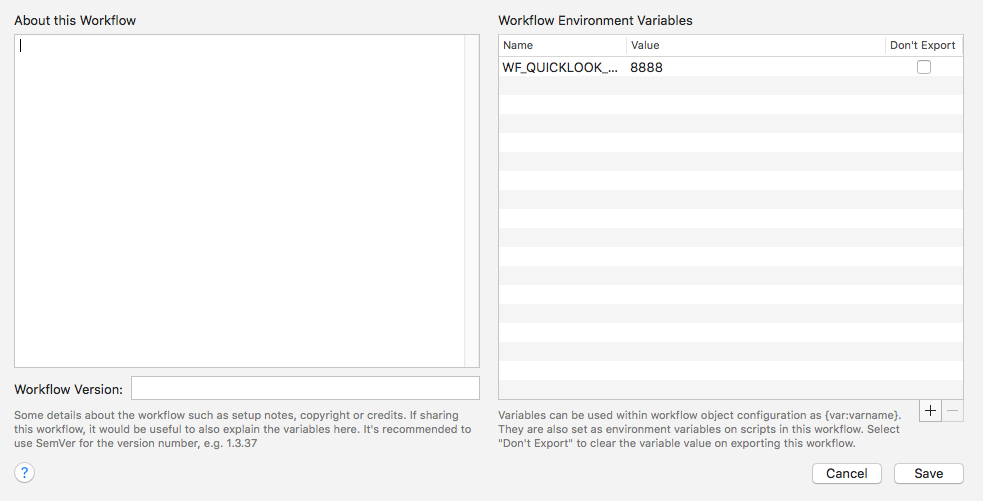 About this Workflow
Workflow Version:
Some details about the workflow such as setup notes, copyright or credits. If sharing
this workflow, it would be useful to also explain the variables here. It's recommended to
use SemVer for the version number, e.g. 1.3.37
?
Workflow Environment Variables
Name Value Don't Export
WF_QUICKLOOK_... 8888
+ −
Variables can be used within workflow object configuration as {var:varname}.
They are also set as environment variables on scripts in this workflow. Select
"Don't Export" to clear the variable value on exporting this workflow.
Cancel Save